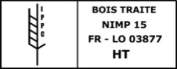 IPPC
BOIS TRAITE
NIMP 15
FR - LO 03877
HT